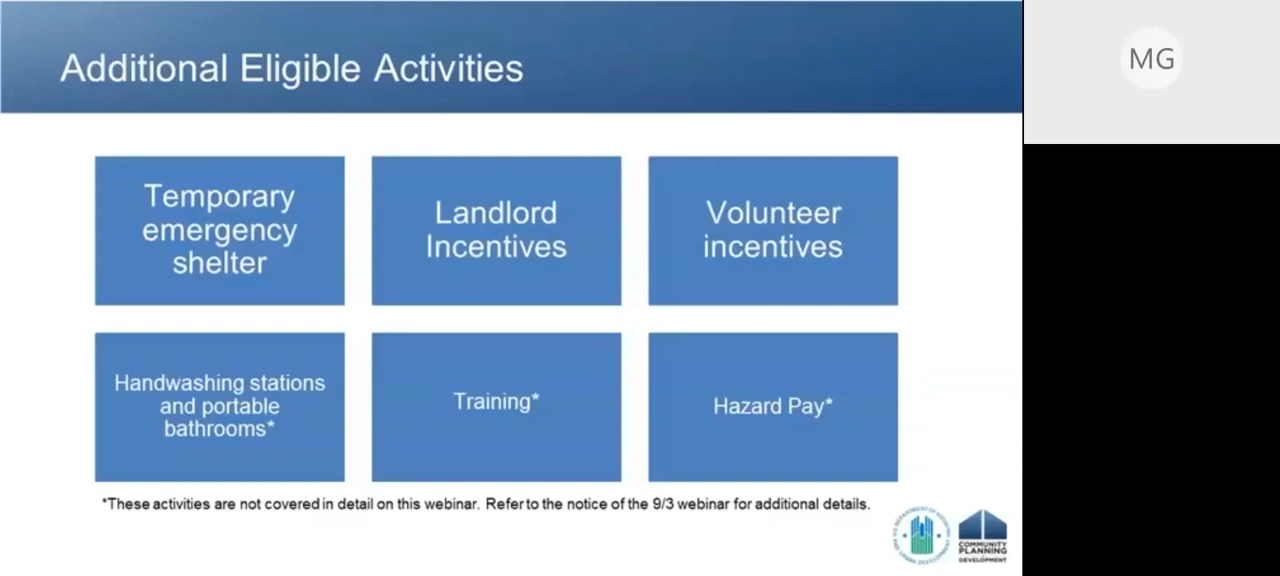 Additional Eligible Activities
MG
Temporary
emergency
shelter
Landlord
Incentives
Volunteer
incentives
Handwashing stations
and portable
bathrooms*
Training*
Hazard Pay*
*These activities are not covered in detail on this webinar. Refer to the notice of the 9/3 webinar for additional details.
COMMUNITY
PLANNING
DEVELOPMENT